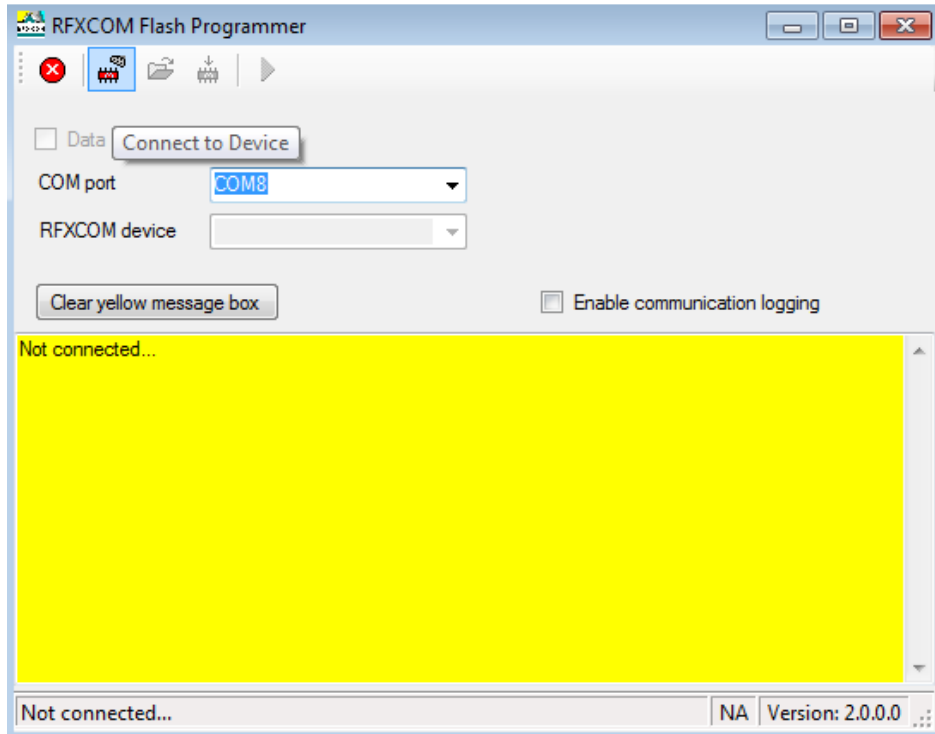 RFXCOM Flash Programmer
Data
Connect to Device
COM port
COM8
RFXCOM device
Clear yellow message box
Enable communication logging
Not connected...
Not connected...
NA
Version: 2.0.0.0